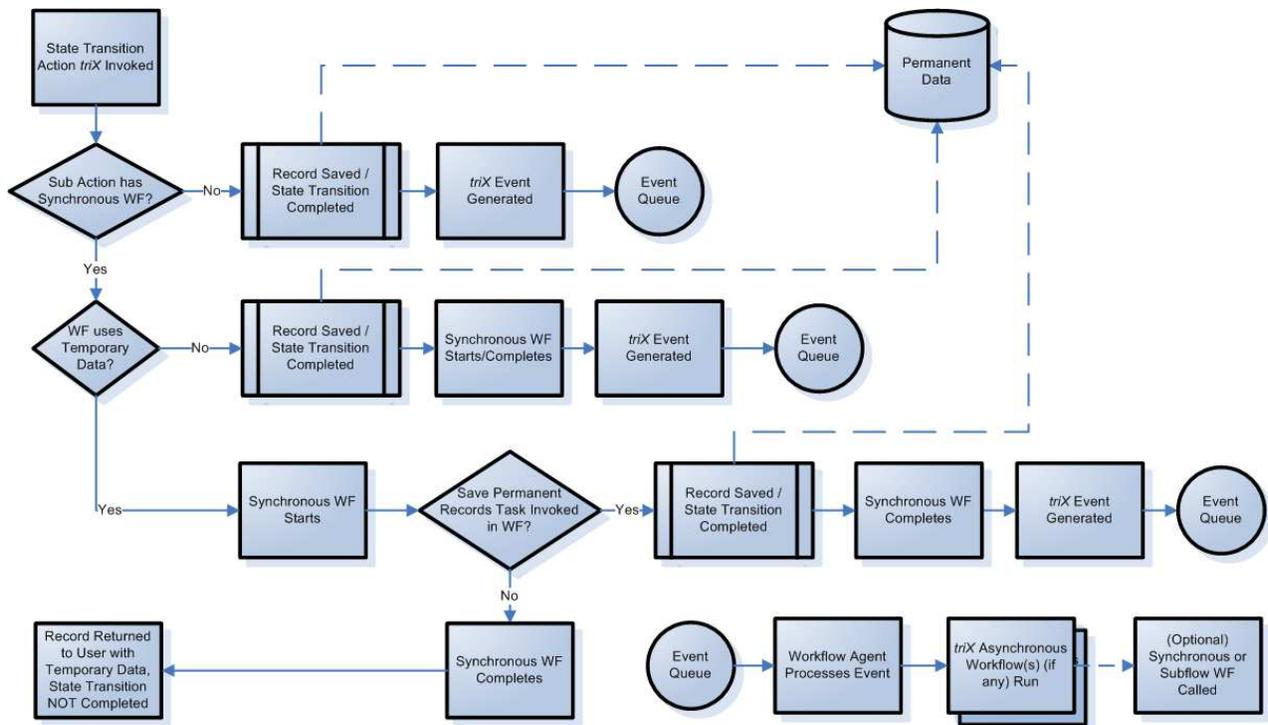 State Transition
Action triX Invoked
Permanent
Data
Sub Action has
Synchronous WF?
No
Record Saved /
State Transition
Completed
triX Event
Generated
Event
Queue
Yes
WF uses
Temporary
Data?
No
Record Saved /
State Transition
Completed
Synchronous WF
Starts/Completes
triX Event
Generated
Event
Queue
Yes
Synchronous WF
Starts
Save Permanent
Records Task Invoked
in WF?
Yes
Record Saved /
State Transition
Completed
Synchronous WF
Completes
triX Event
Generated
Event
Queue
No
Record Returned
to User with
Temporary Data,
State Transition
NOT Completed
Synchronous WF
Completes
Event
Queue
Workflow Agent
Processes Event
triX Asynchronous
Workflow(s) (if
any) Run
(Optional)
Synchronous or
Subflow WF
Called